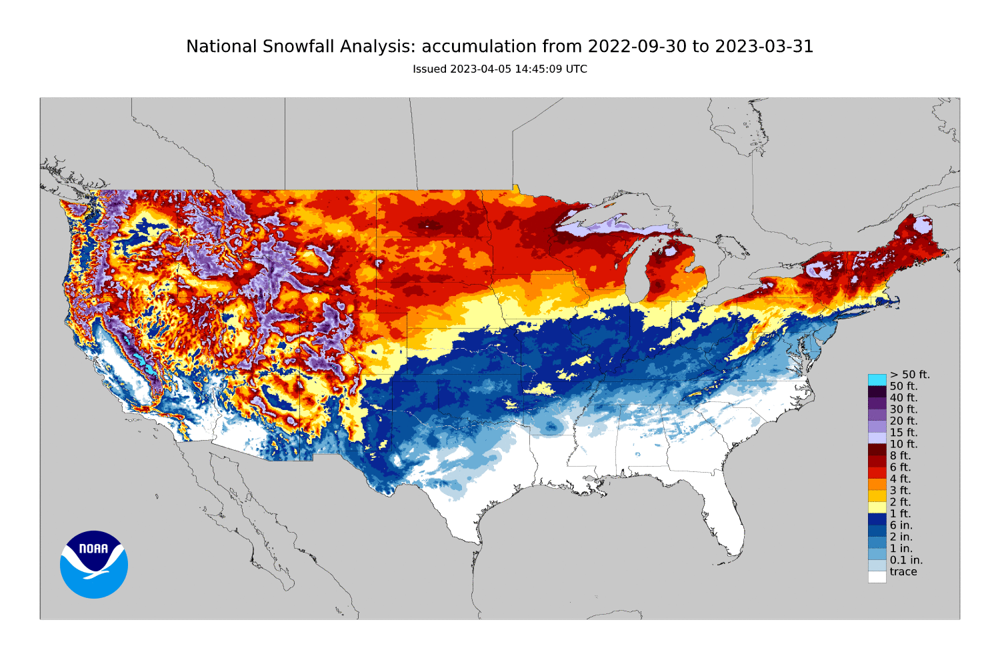 National Snowfall Analysis: accumulation from 2022-09-30 to 2023-03-31
Issued 2023-04-05 14:45:09 UTC
> 50 ft.
50 ft.
40 ft.
30 ft.
20 ft.
15 ft.
10 ft.
8 ft.
6 ft.
4 ft.
3 ft.
2 ft.
1 ft.
6 in.
2 in.
1 in.
0.1 in.
trace
NOAA